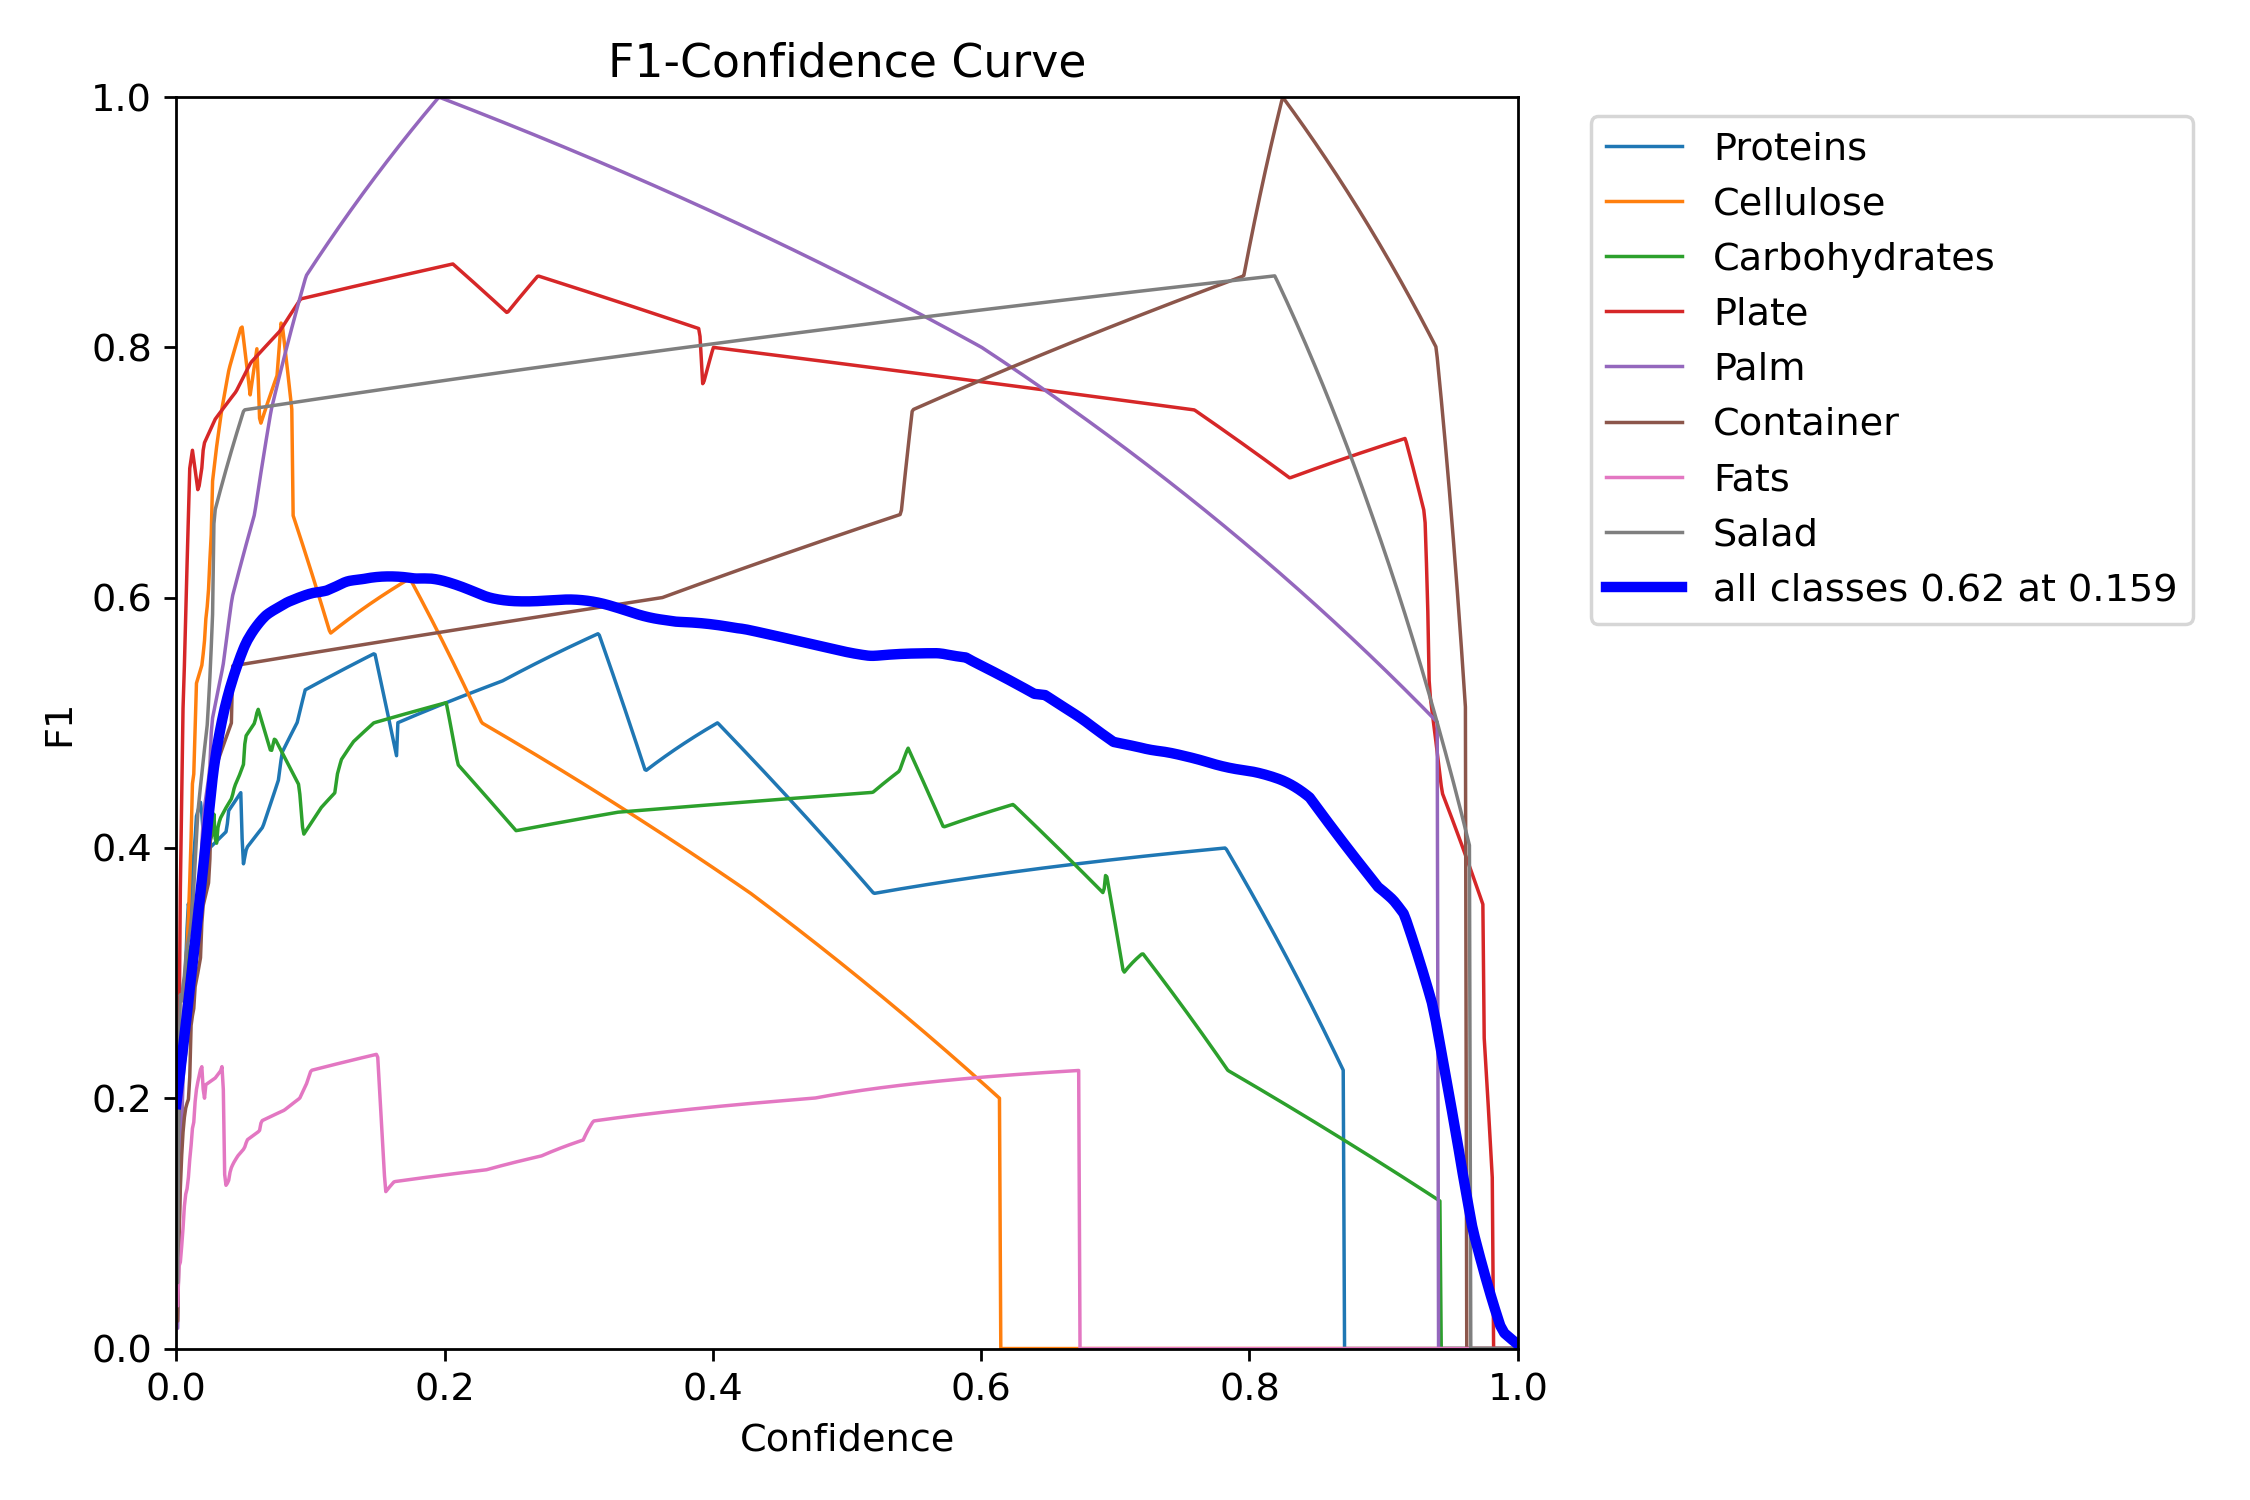 F1-Confidence Curve
1.0
0.8
0.6
0.4
0.2
0.0
F1
0.0 0.2 0.4 0.6 0.8 1.0
Confidence
Proteins
Cellulose
Carbohydrates
Plate
Palm
Container
Fats
Salad
all classes 0.62 at 0.159